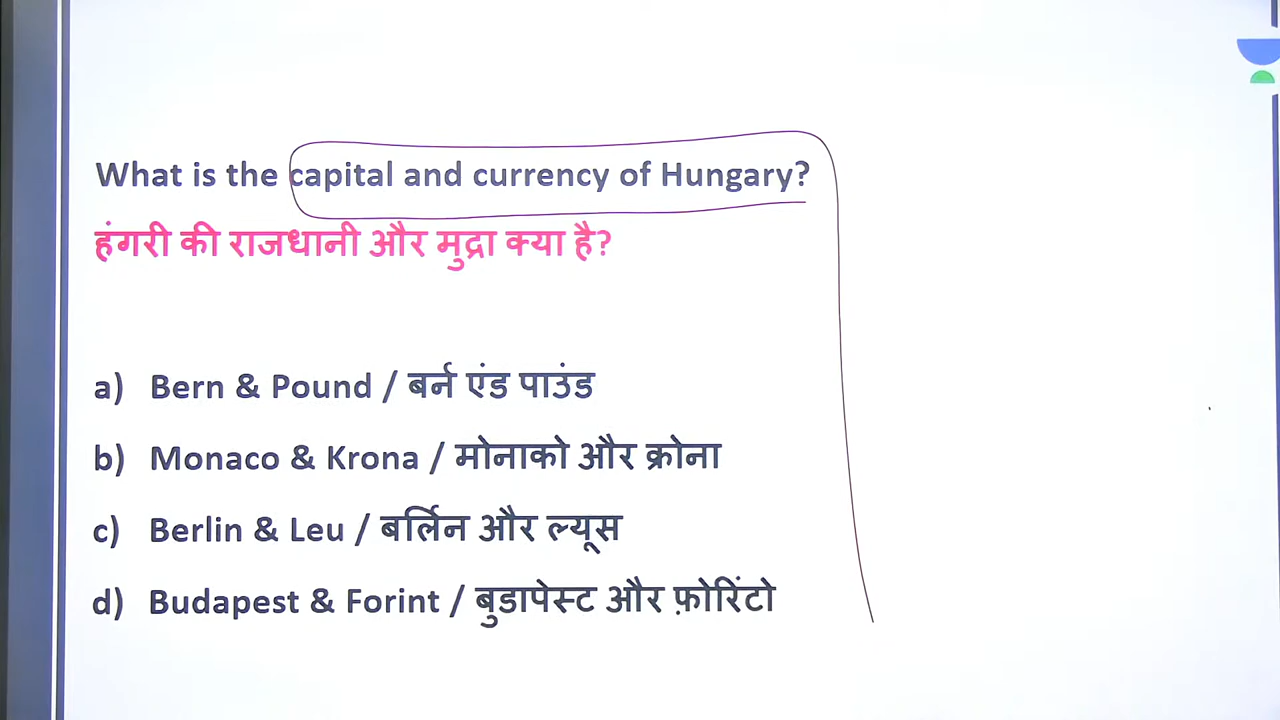 What is the capital and currency of Hungary?
हंगरी की राजधानी और मुद्रा क्या है?
a) Bern & Pound / बर्न एंड पाउंड
b) Monaco & Krona / मोनाको और क्रोना
c) Berlin & Leu / बर्लिन और ल्यूस
d) Budapest & Forint / बुडापेस्ट और फ़ोरिंटो